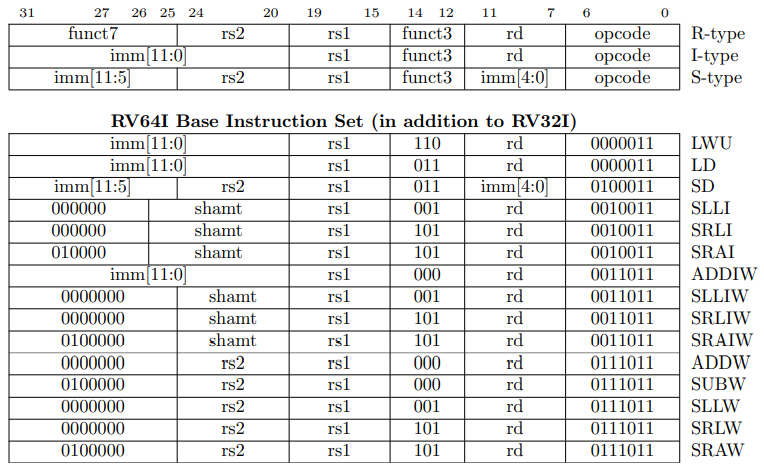 31 27 26 25 24 20 19 15 14 12 11 7 6 0
funct7 rs2 rs1 funct3 rd opcode R-type
imm[11:0] rs1 funct3 rd opcode I-type
imm[11:5] rs2 rs1 funct3 imm[4:0] opcode S-type
RV64I Base Instruction Set (in addition to RV32I)
imm[11:0] rs1 110 rd 0000011 LWU
imm[11:0] rs1 011 rd 0000011 LD
imm[11:5] rs2 rs1 011 imm[4:0] 0100011 SD
000000 shamt rs1 001 rd 0010011 SLLI
000000 shamt rs1 101 rd 0010011 SRLI
010000 shamt rs1 101 rd 0010011 SRAI
imm[11:0] rs1 000 rd 0011011 ADDIW
0000000 shamt rs1 001 rd 0011011 SLLIW
0000000 shamt rs1 101 rd 0011011 SRLIW
0100000 shamt rs1 101 rd 0011011 SRAIW
0000000 rs2 rs1 000 rd 0111011 ADDW
0100000 rs2 rs1 000 rd 0111011 SUBW
0000000 rs2 rs1 001 rd 0111011 SLLW
0000000 rs2 rs1 101 rd 0111011 SRLW
0100000 rs2 rs1 101 rd 0111011 SRAW